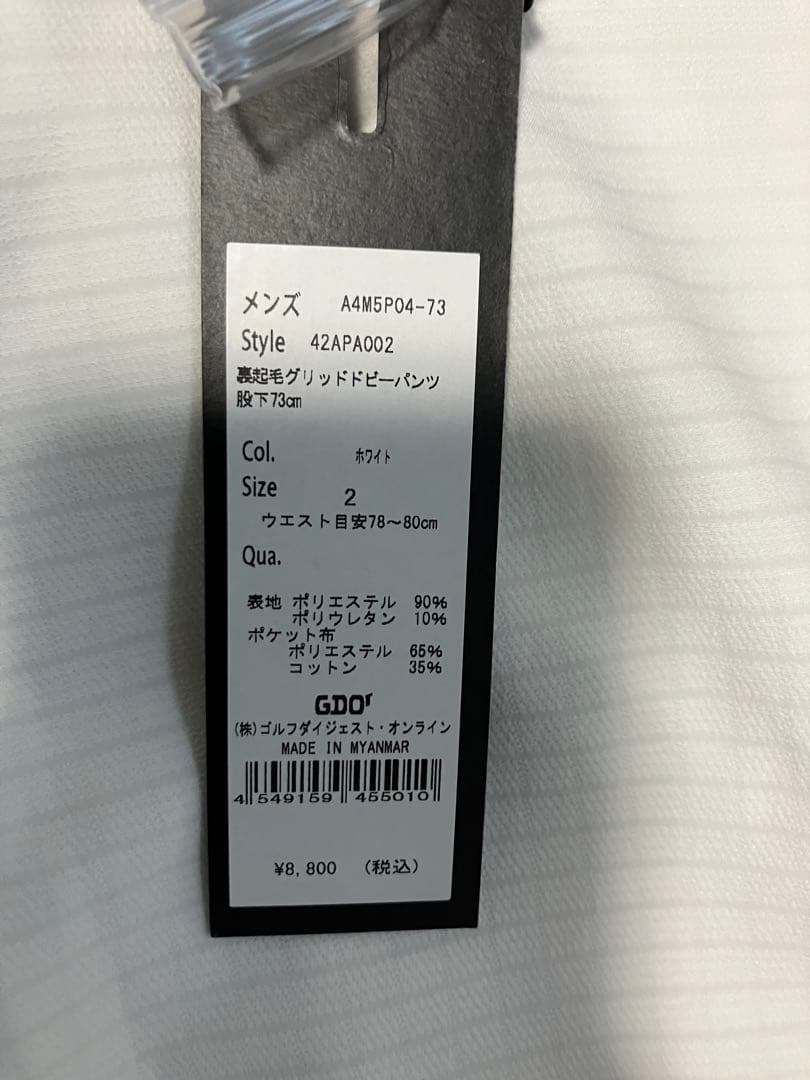 メンズ A4M5P04-73
Style 42APA002
裏起毛グリッドドビーパンツ
股下73cm
Col. ホワイト
Size 2
ウエスト目安78～80cm
Qua.
表地 ポリエステル 90%
ポリウレタン 10%
ポケット布
ポリエステル 65%
コットン 35%
GDOr
(株)ゴルフダイジェスト・オンライン
MADE IN MYANMAR
4 549159 455010
¥8,800 (税込)